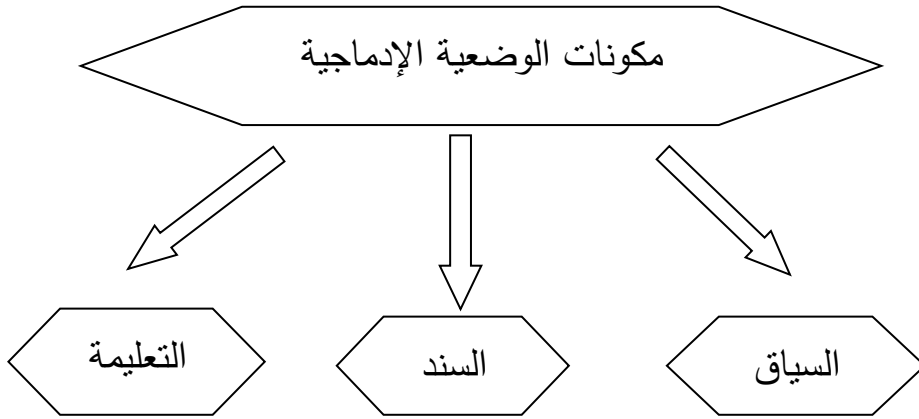 مكونات الوضعية الإدماجية
السياق
السند
التعليمة